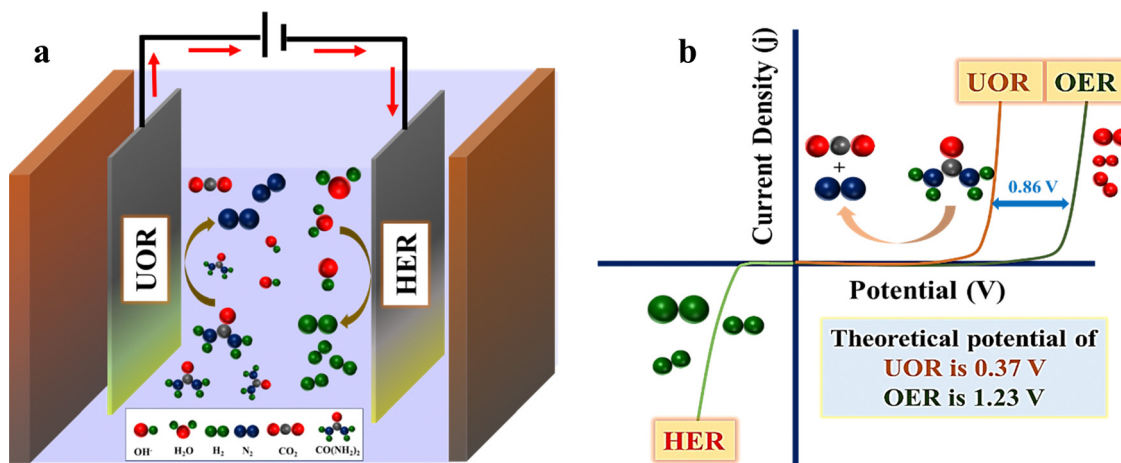 a
UOR
HER
OH⁻
H₂O
H₂
N₂
CO₂
CO(NH₂)₂
b
Current Density (j)
UOR
OER
+
0.86 V
Potential (V)
Theoretical potential of
UOR is 0.37 V
OER is 1.23 V
HER